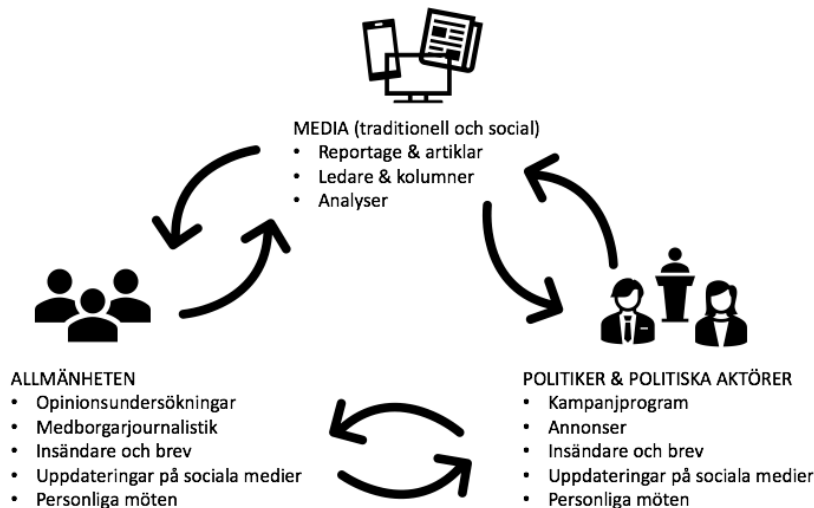 MEDIA (traditionell och social)
• Reportage & artiklar
• Ledare & kolumner
• Analyser
ALLMÄNHETEN
• Opinionsundersökningar
• Medborgarjournalistik
• Insändare och brev
• Uppdateringar på sociala medier
• Personliga möten
POLITIKER & POLITISKA AKTÖRER
• Kampanjprogram
• Annonser
• Insändare och brev
• Uppdateringar på sociala medier
• Personliga möten